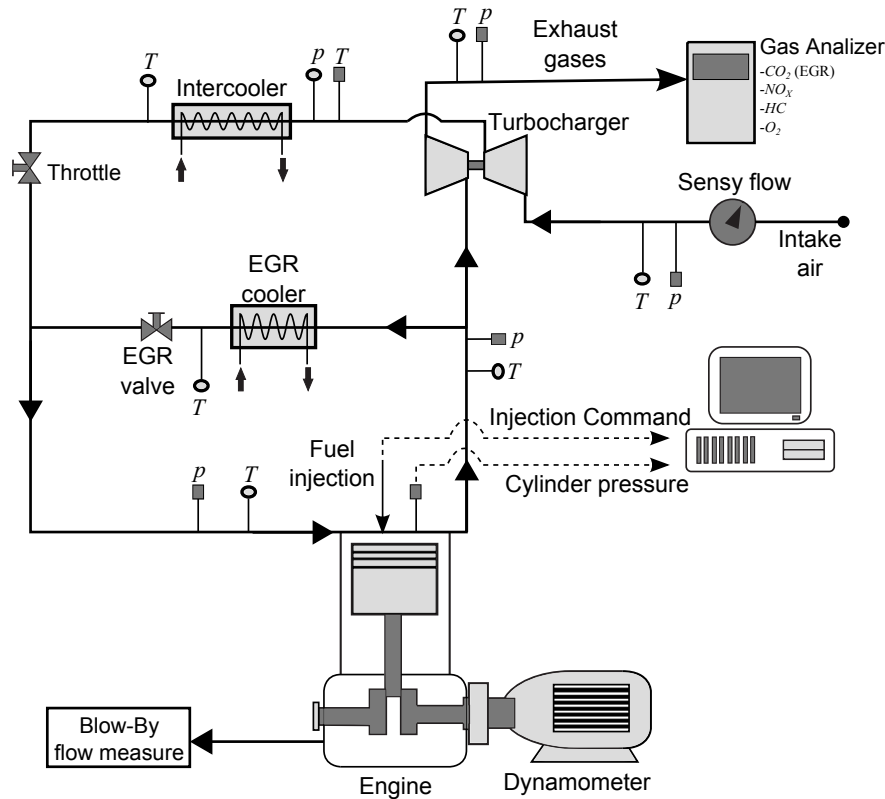 T
p
Exhaust
gases
Gas Analizer
-CO₂ (EGR)
-NOX
-HC
-O₂
T
Intercooler
p
T
Turbocharger
Throttle
Sensy flow
Intake
air
T
p
EGR
cooler
EGR
valve
T
p
T
Injection Command
Fuel
injection
Cylinder pressure
p
T
Blow-By
flow measure
Engine
Dynamometer